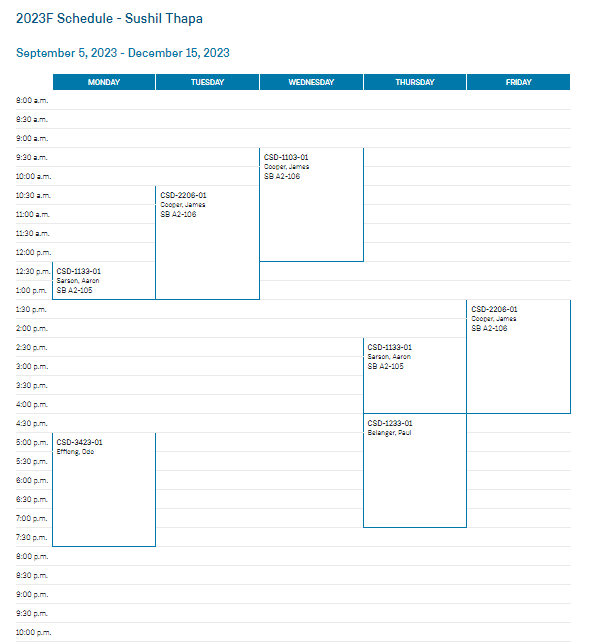 2023F Schedule - Sushil Thapa
September 5, 2023 - December 15, 2023
MONDAY TUESDAY WEDNESDAY THURSDAY FRIDAY
8:00 a.m.
8:30 a.m.
9:00 a.m.
9:30 a.m. CSD-1103-01
Cooper, James
10:00 a.m. SB A2-106
10:30 a.m. CSD-2206-01
Cooper, James
11:00 a.m. SB A2-106
11:30 a.m.
12:00 p.m.
12:30 p.m. CSD-1133-01
Sarson, Aaron
1:00 p.m. SB A2-105
1:30 p.m. CSD-2206-01
Cooper, James
2:00 p.m. SB A2-106
2:30 p.m. CSD-1133-01
Sarson, Aaron
3:00 p.m. SB A2-105
3:30 p.m.
4:00 p.m.
4:30 p.m. CSD-1233-01
Belanger, Paul
5:00 p.m. CSD-3423-01
Effiong, Odo
5:30 p.m.
6:00 p.m.
6:30 p.m.
7:00 p.m.
7:30 p.m.
8:00 p.m.
8:30 p.m.
9:00 p.m.
9:30 p.m.
10:00 p.m.